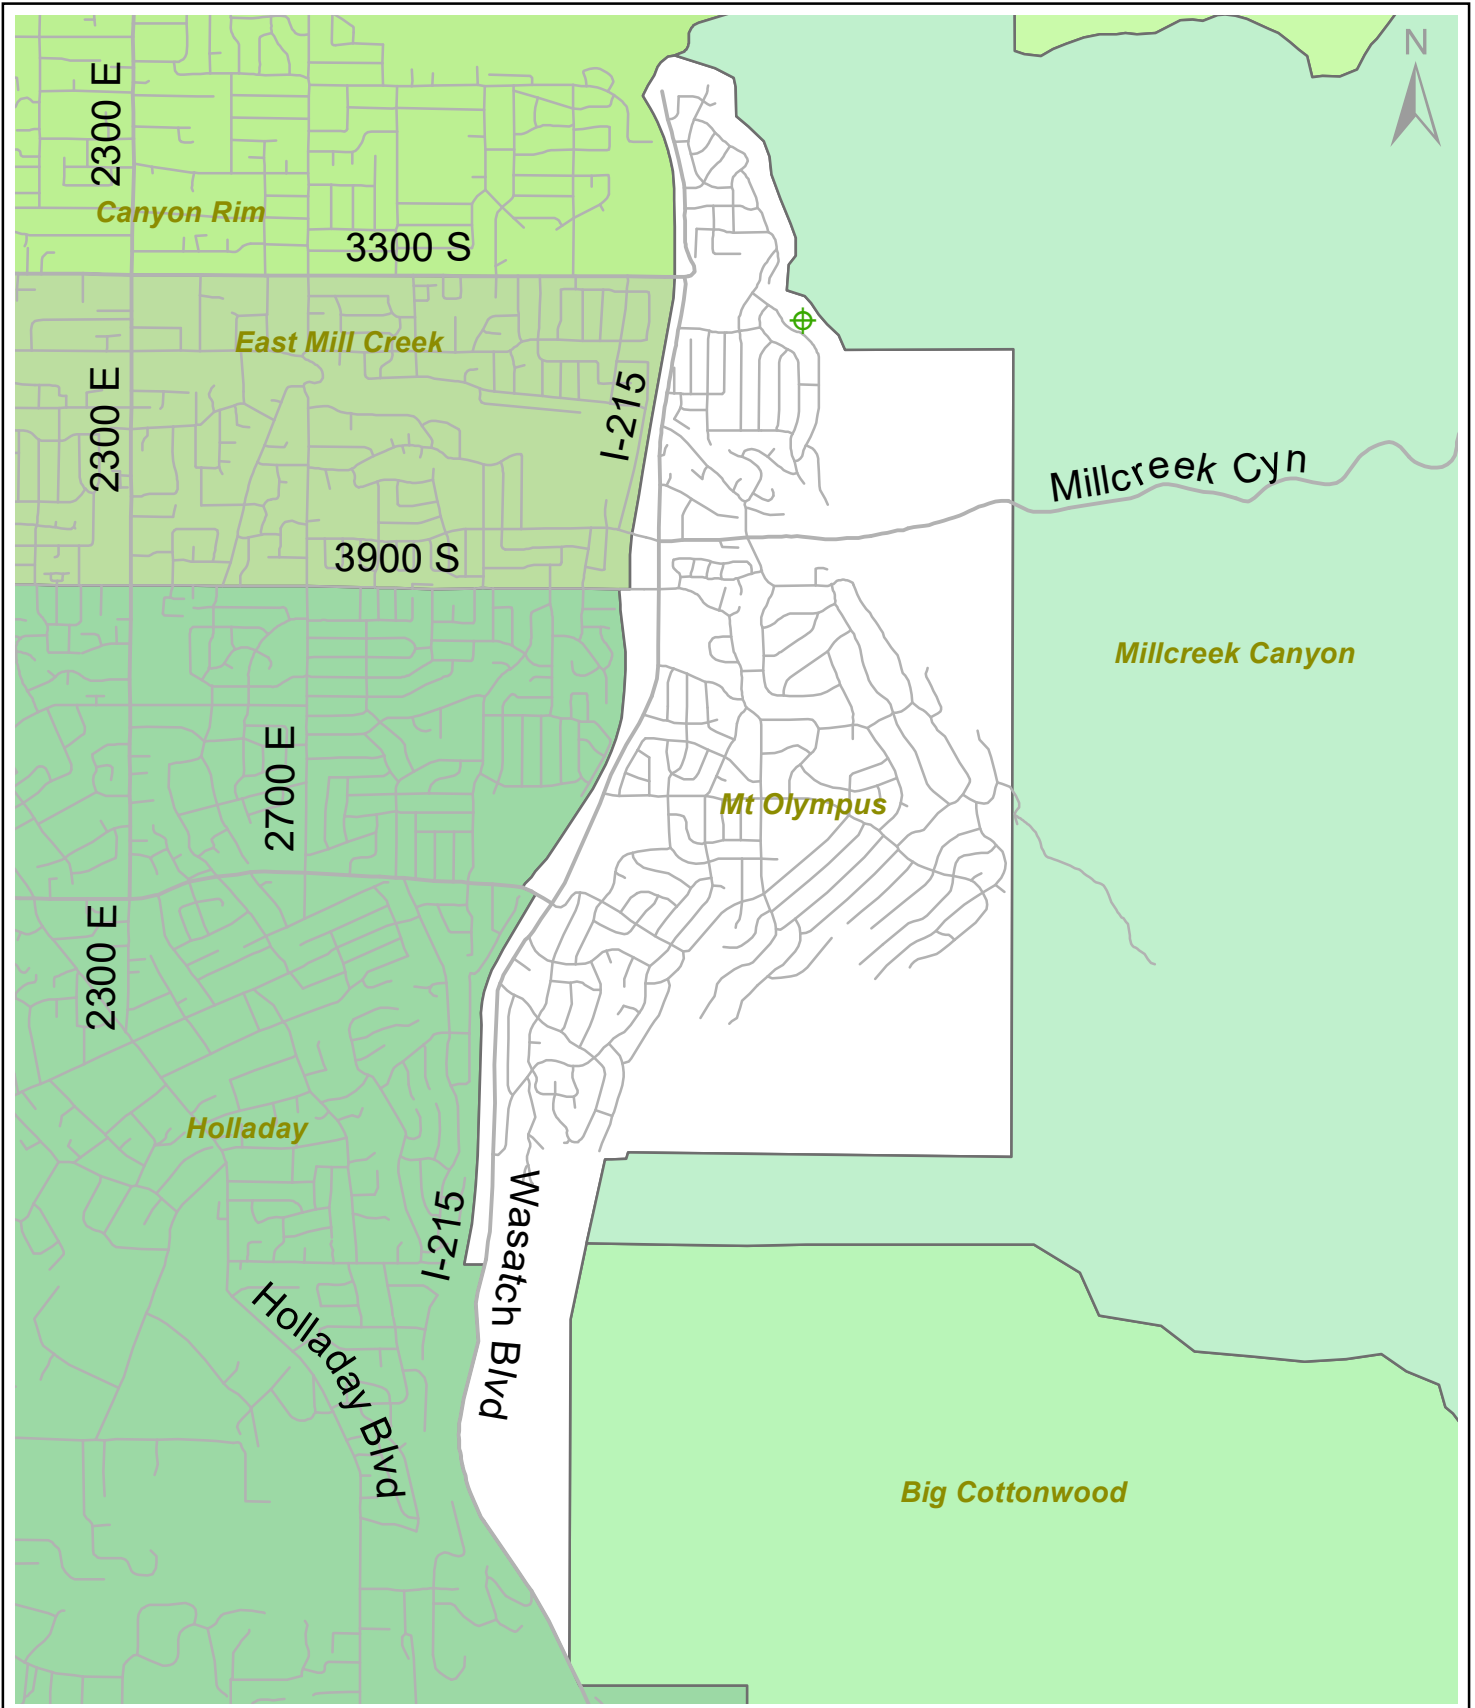 N
2300 E
Canyon Rim
3300 S
East Mill Creek
2300 E
I-215
Millcreek Cyn
3900 S
Millcreek Canyon
2700 E
Mt Olympus
2300 E
Holladay
I-215
Wasatch Blvd
Holladay Blvd
Big Cottonwood